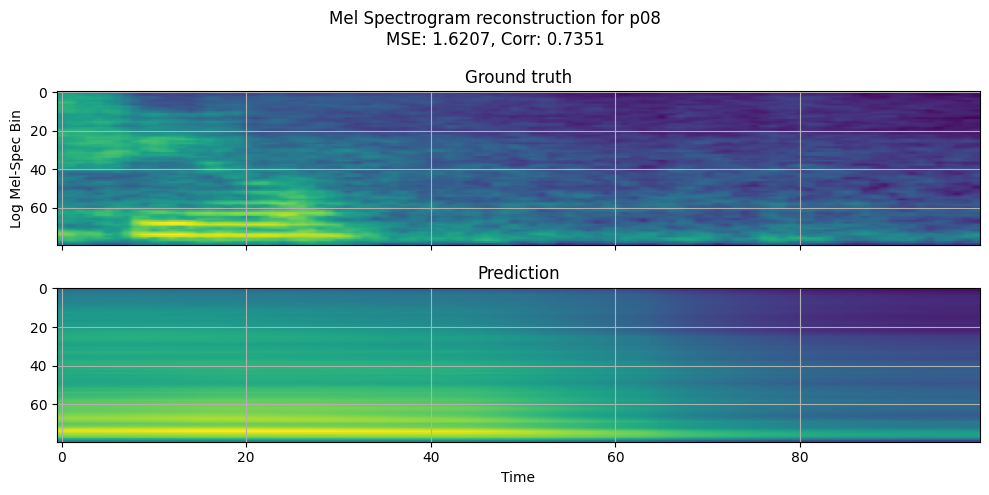 Mel Spectrogram reconstruction for p08
MSE: 1.6207, Corr: 0.7351
Ground truth
Log Mel-Spec Bin
0
20
40
60
Prediction
0
20
40
60
0 20 40 60 80
Time